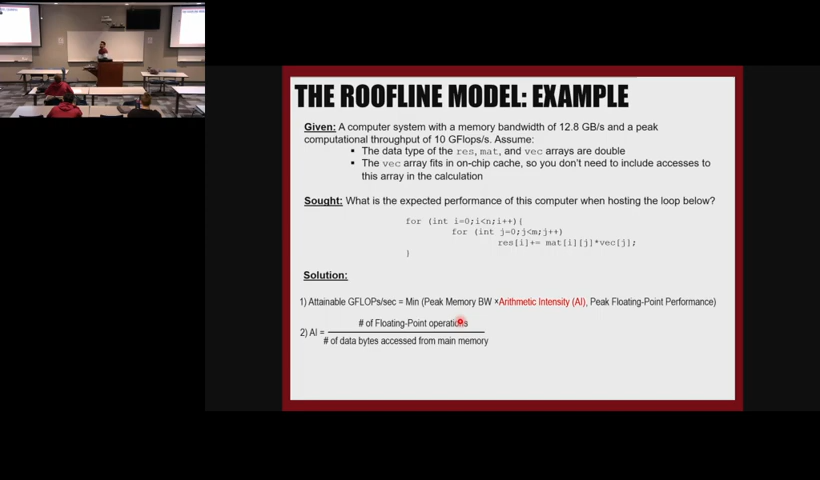 THE ROOFLINE MODEL: EXAMPLE
Given: A computer system with a memory bandwidth of 12.8 GB/s and a peak
computational throughput of 10 GFlops/s. Assume:
▪ The data type of the res, mat, and vec arrays are double
▪ The vec array fits in on-chip cache, so you don't need to include accesses to
this array in the calculation
Sought: What is the expected performance of this computer when hosting the loop below?
for (int i=0;i<n;i++){
for (int j=0;j<m;j++)
res[i]+= mat[i][j]*vec[j];
}
Solution:
1) Attainable GFLOPs/sec = Min (Peak Memory BW ×Arithmetic Intensity (AI), Peak Floating-Point Performance)
# of Floating-Point operations
2) AI =
# of data bytes accessed from main memory